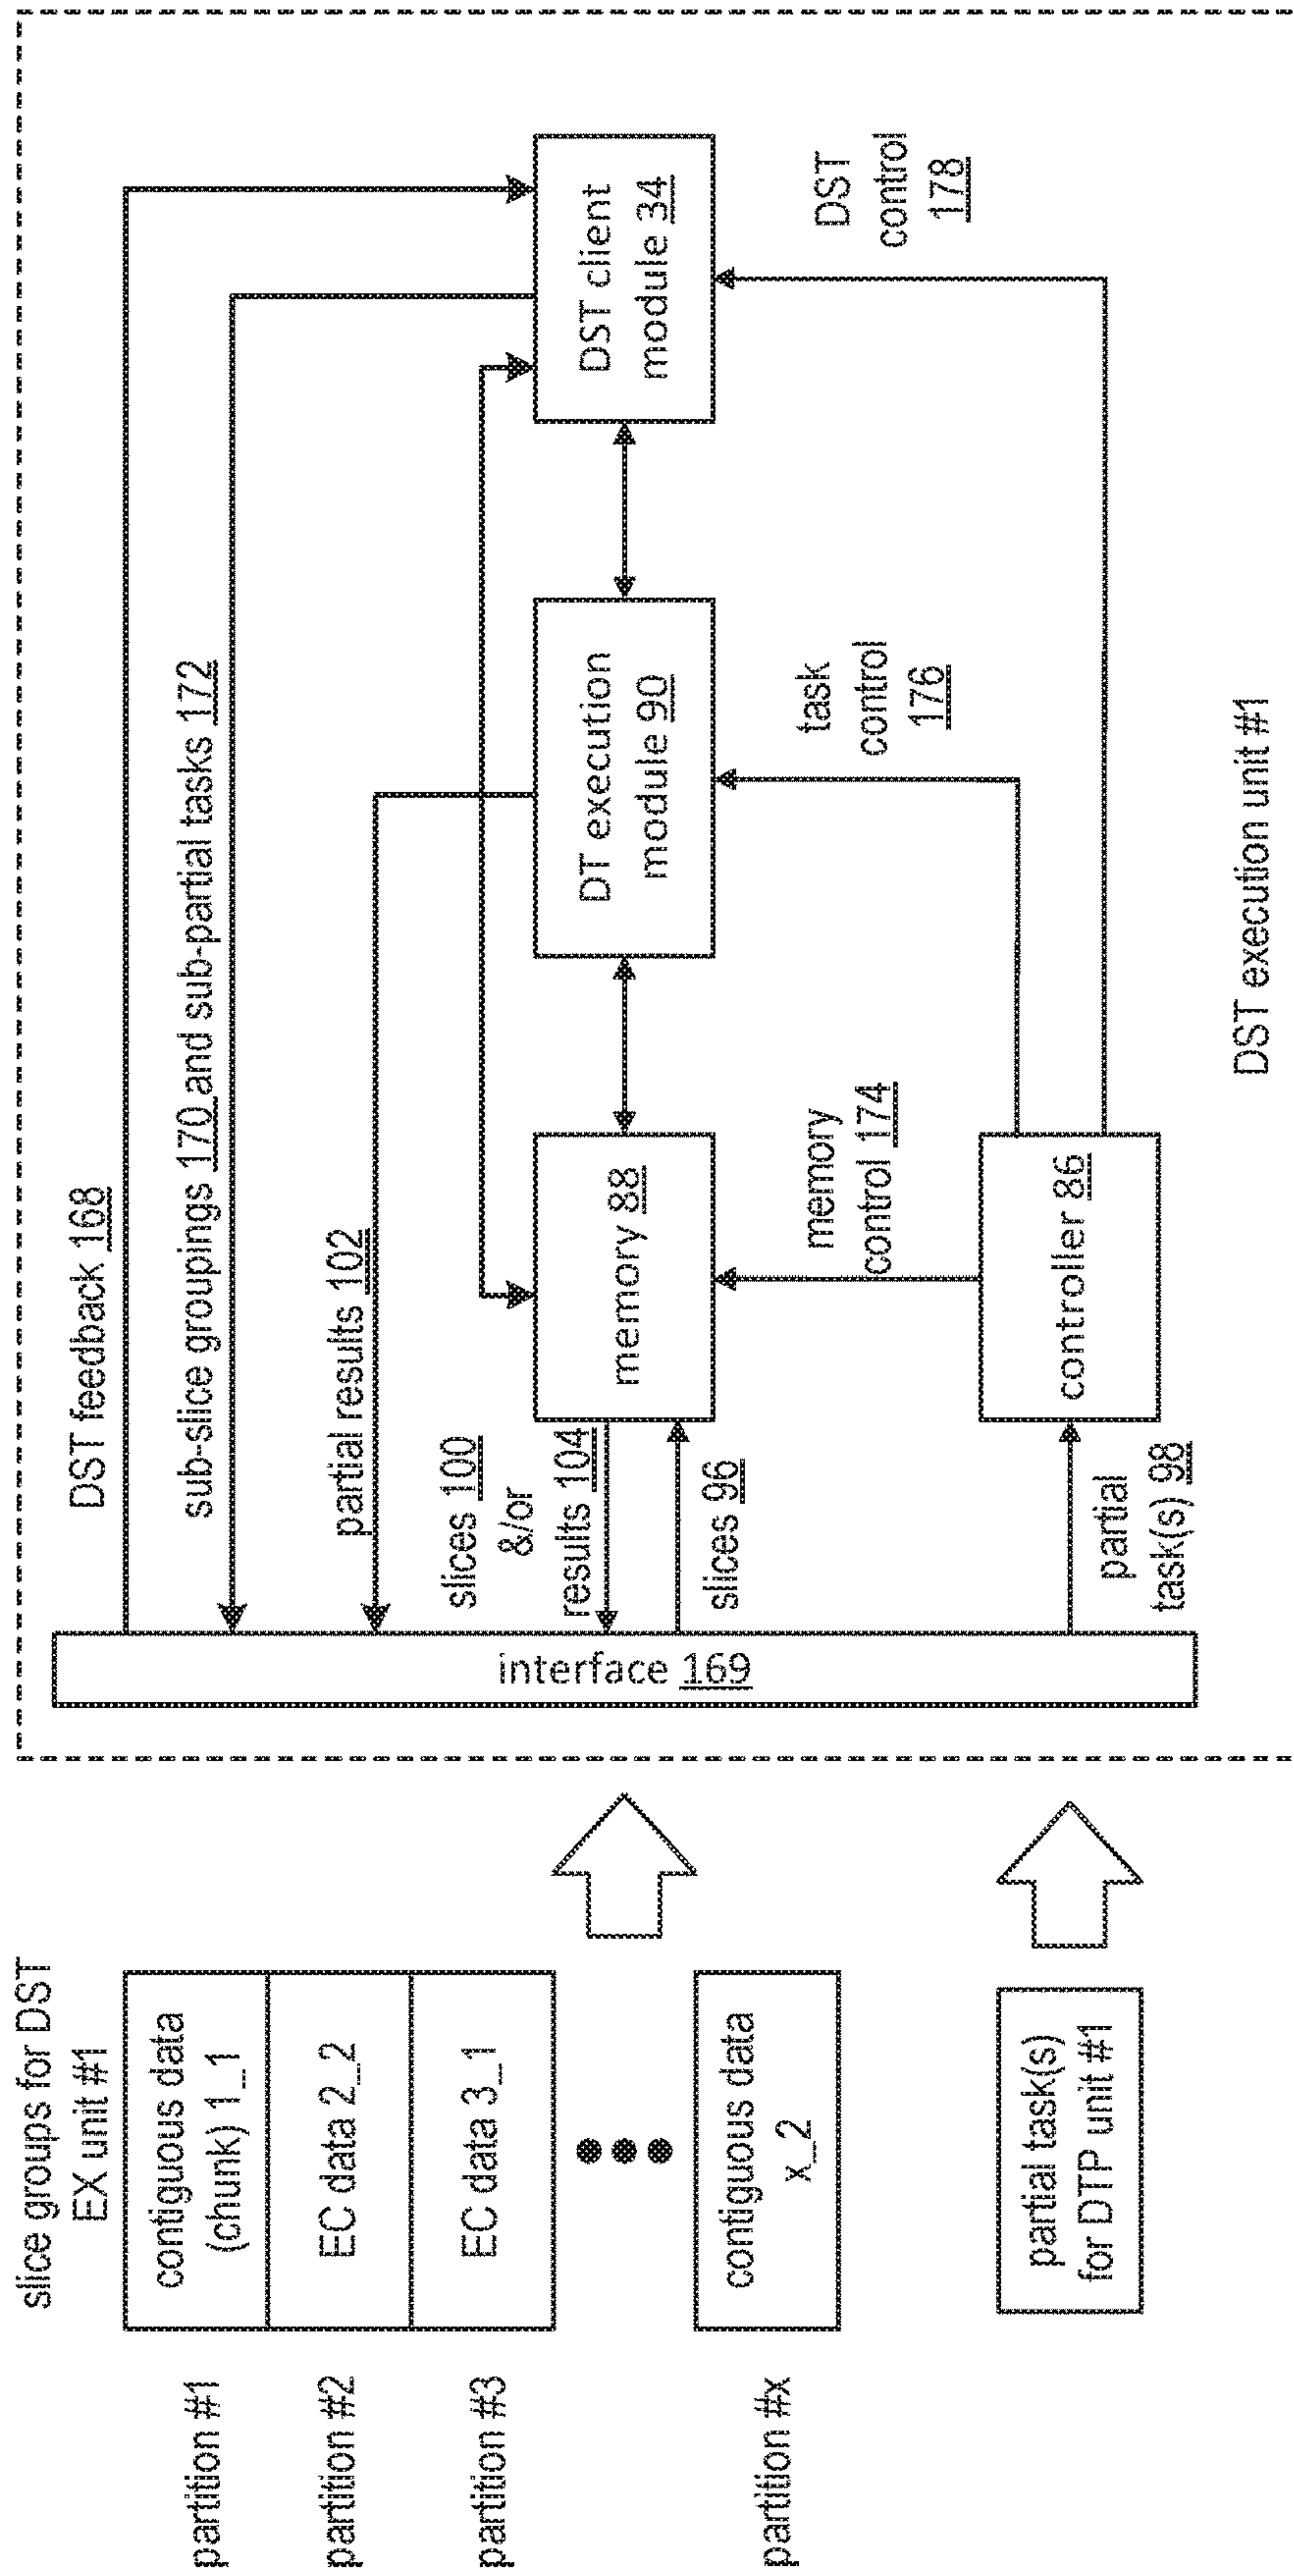 slice groups for DST
EX unit #1
partition #1
contiguous data
(chunk) 1_1
partition #2
EC data 2_2
partition #3
EC data 3_1
partition #x
contiguous data
x_2
partial task(s)
for DTP unit #1
interface 169
DST feedback 168
sub-slice groupings 170 and sub-partial tasks 172
partial results 102
slices 100
&/or
results 104
slices 96
partial
task(s) 98
memory 88
DT execution
module 90
DST client
module 34
memory
control 174
task
control
176
DST
control
178
controller 86
DST execution unit #1